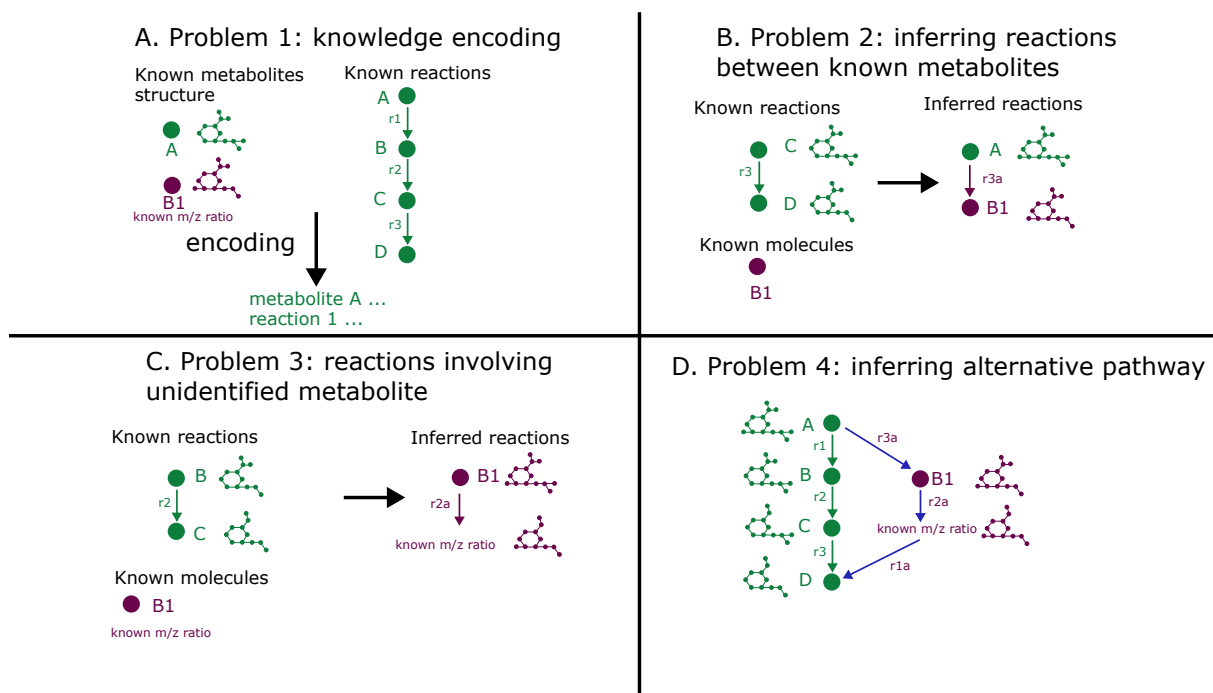 A. Problem 1: knowledge encoding
Known metabolites
structure
A
B1
known m/z ratio
Known reactions
A
r1
B
r2
C
r3
D
encoding
metabolite A ...
reaction 1 ...
B. Problem 2: inferring reactions
between known metabolites
Known reactions
C
r3
D
Known molecules
B1
Inferred reactions
A
r3a
B1
C. Problem 3: reactions involving
unidentified metabolite
Known reactions
B
r2
C
Known molecules
B1
known m/z ratio
Inferred reactions
B1
r2a
known m/z ratio
D. Problem 4: inferring alternative pathway
A
r1
B
r2
C
r3
D
r3a
B1
r2a
known m/z ratio
r1a